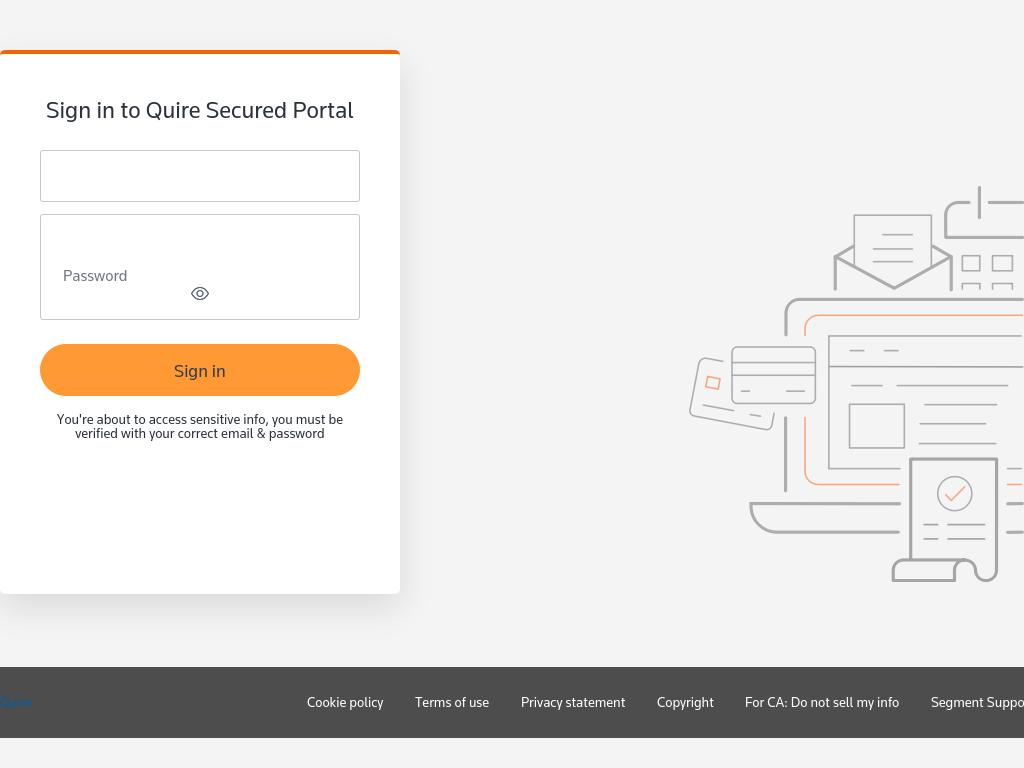 Sign in to Quire Secured Portal
Password
Sign in
You're about to access sensitive info, you must be
verified with your correct email & password
Cookie policy
Terms of use
Privacy statement
Copyright
For CA: Do not sell my info
Segment Suppo